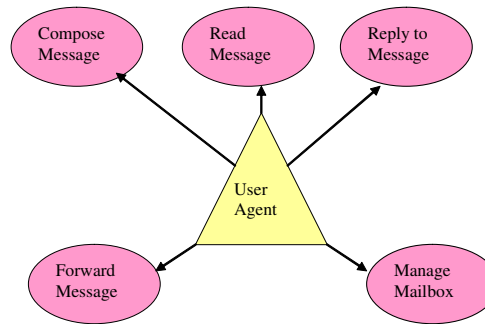 Compose
Message
Read
Message
Reply to
Message
User
Agent
Forward
Message
Manage
Mailbox